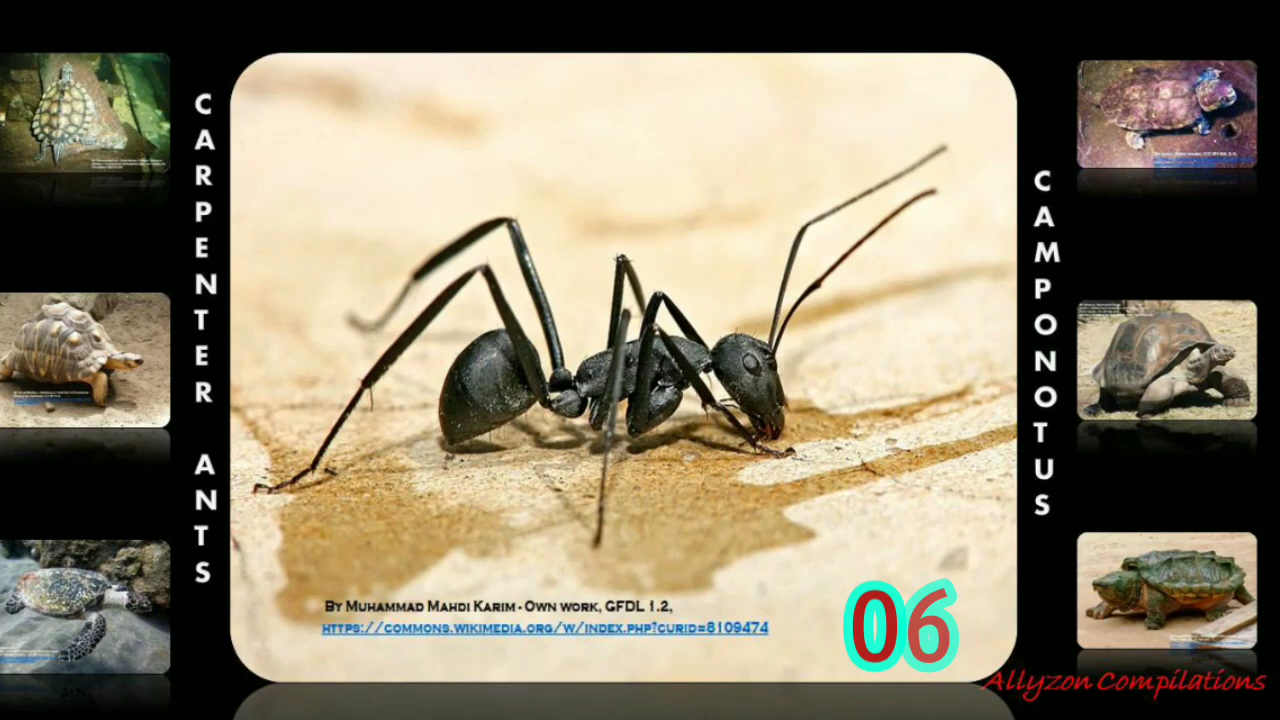 CARPENTER ANTS
CAMPONOTUS
By Muhammad Mahdi Karim - Own work, GFDL 1.2,
https://commons.wikimedia.org/w/index.php?curid=8109474
06
Allyzon Compilations